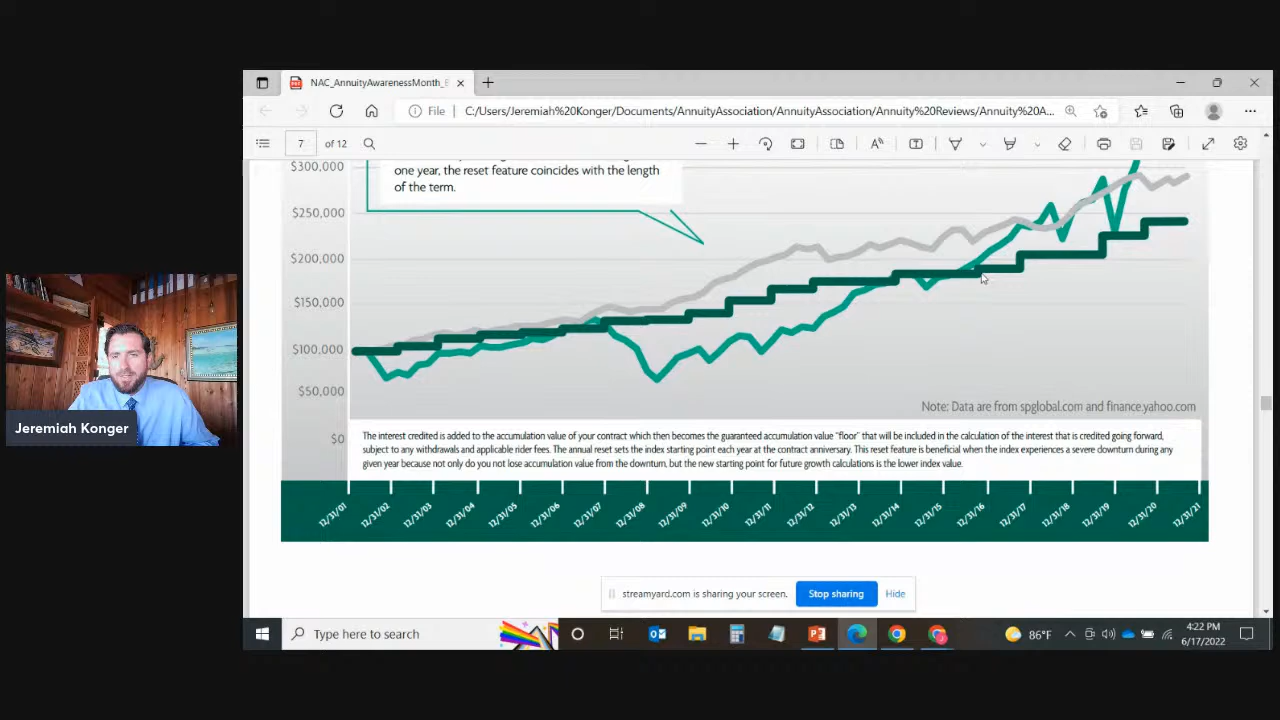 NAC_AnnuityAwarenessMonth_E
File
C:/Users/Jeremiah%20Konger/Documents/AnnuityAssociation/AnnuityAssociation/Annuity%20Reviews/Annuity%20A...
7 of 12
$300,000
one year, the reset feature coincides with the length
of the term.
$250,000
$200,000
$150,000
$100,000
$50,000
$0
Note: Data are from spglobal.com and finance.yahoo.com
The interest credited is added to the accumulation value of your contract which then becomes the guaranteed accumulation value "floor" that will be included in the calculation of the interest that is credited going forward,
subject to any withdrawals and applicable rider fees. The annual reset sets the index starting point each year at the contract anniversary. This reset feature is beneficial when the index experiences a severe downturn during any
given year because not only do you not lose accumulation value from the downturn, but the new starting point for future growth calculations is the lower index value.
12/31/01 12/31/02 12/31/03 12/31/04 12/31/05 12/31/06 12/31/07 12/31/08 12/31/09 12/31/10 12/31/11 12/31/12 12/31/13 12/31/14 12/31/15 12/31/16 12/31/17 12/31/18 12/31/19 12/31/20 12/31/21
Jeremiah Konger
streamyard.com is sharing your screen.
Stop sharing
Hide
Type here to search
86°F
4:22 PM
6/17/2022